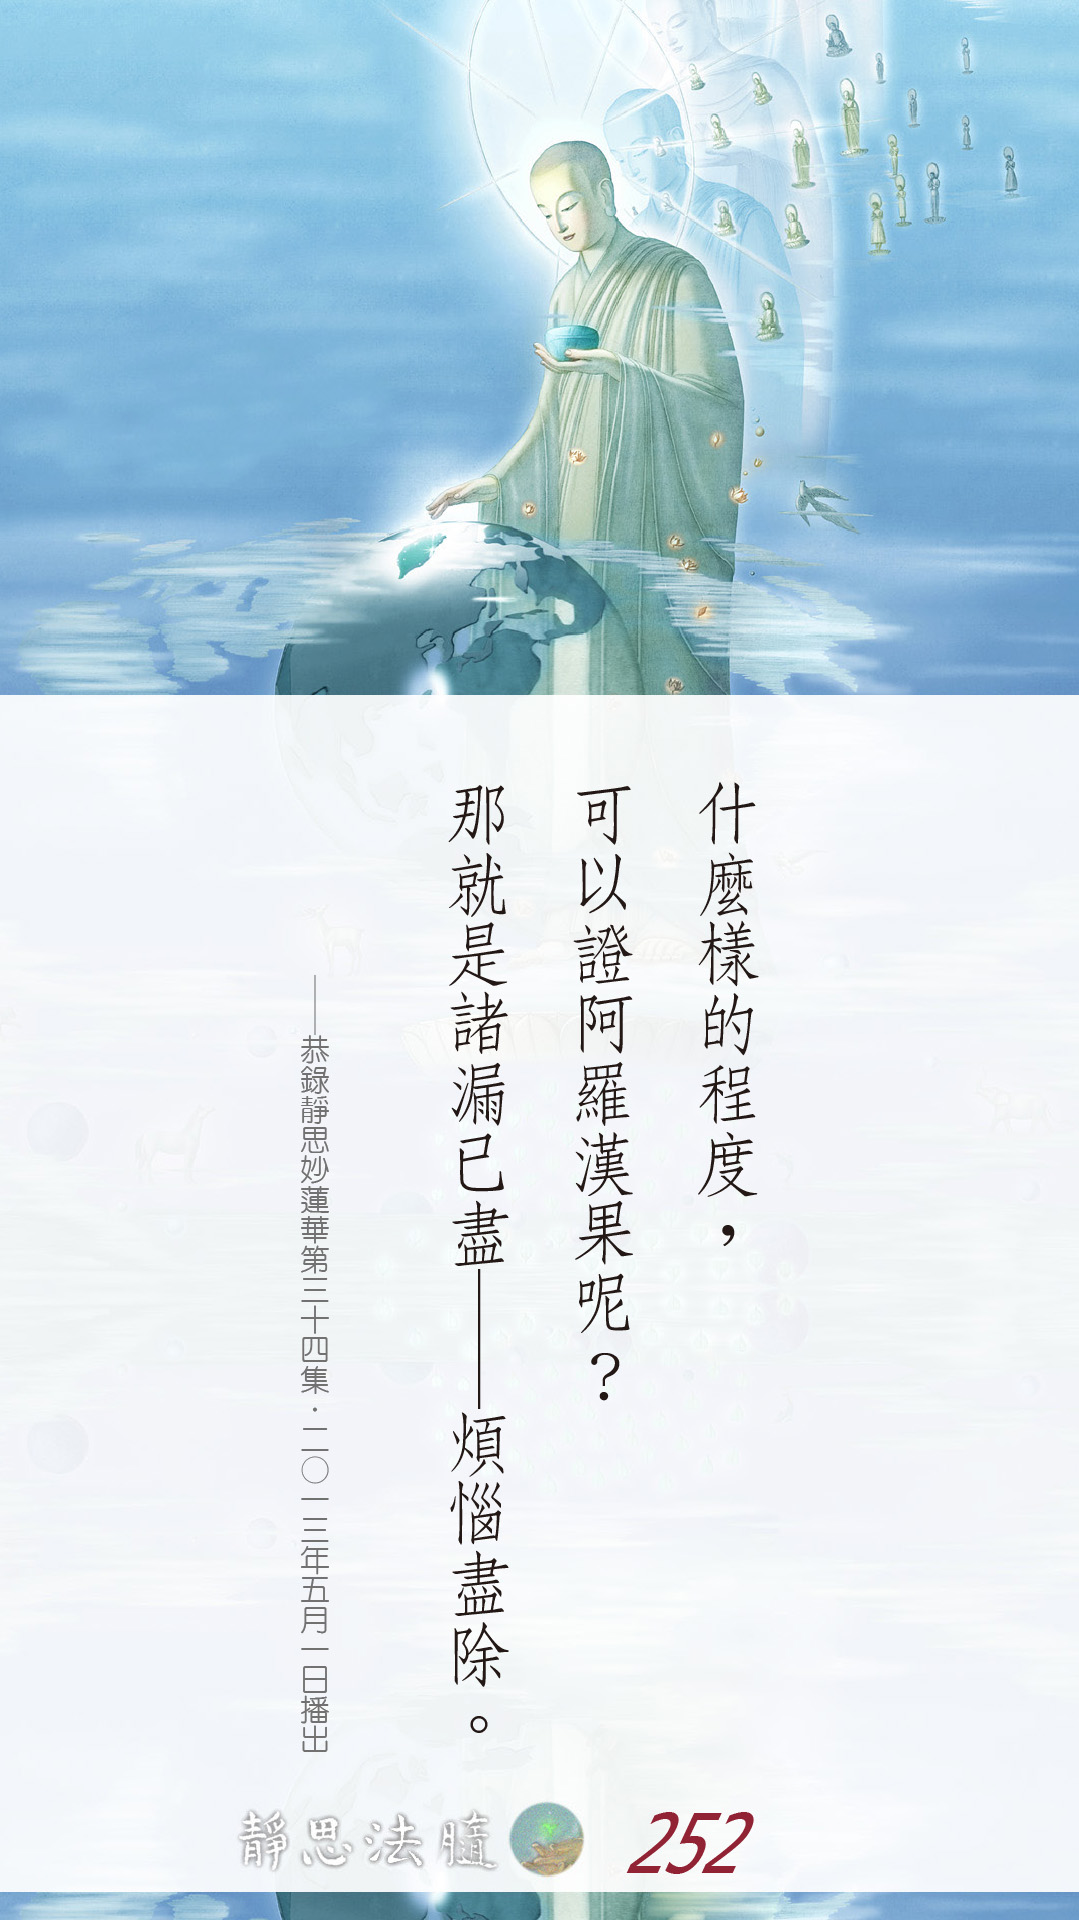 什麼樣的程度，
可以證阿羅漢果呢？
那就是諸漏已盡——煩惱盡除。
——恭錄靜思妙蓮華第三十四集．二〇一三年五月一日播出
靜思法髓
252